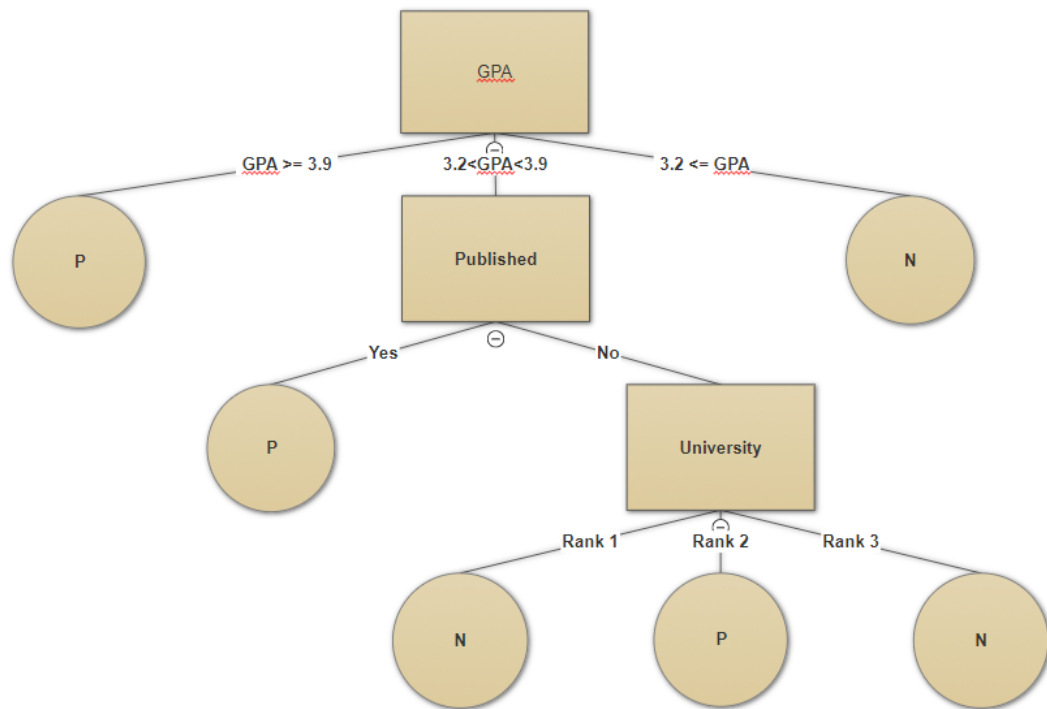 GPA
GPA >= 3.9
3.2<GPA<3.9
3.2 <= GPA
P
Published
N
Yes
No
P
University
Rank 1
Rank 2
Rank 3
N
P
N